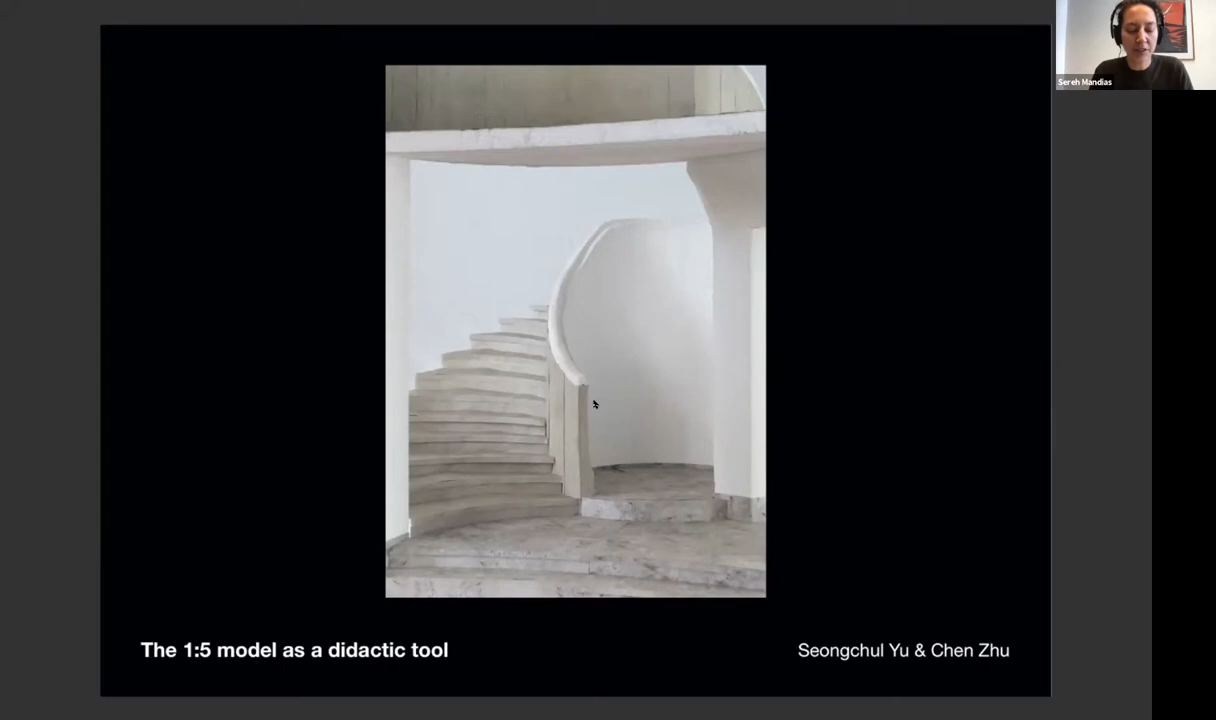 Sereh Mandias
The 1:5 model as a didactic tool
Seongchul Yu & Chen Zhu